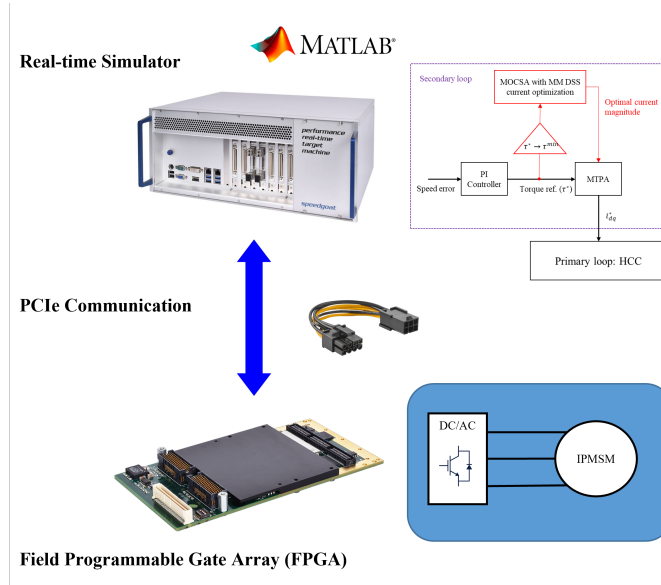 MATLAB®
Real-time Simulator
performance
real-time
target
machine
speedgoat
Secondary loop
MOCSA with MM DSS
current optimization
Optimal current
magnitude
τ* → τ^min
PI
Controller
MTPA
Speed error
Torque ref. (τ*)
i*dq
Primary loop: HCC
PCIe Communication
DC/AC
IPMSM
Field Programmable Gate Array (FPGA)